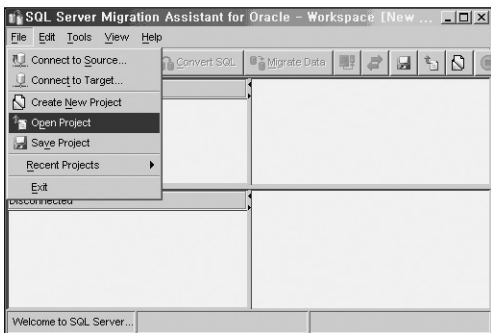 SQL Server Migration Assistant for Oracle - Workspace [New ...
File Edit Tools View Help
Convert SQL Migrate Data
Connect to Source...
Connect to Target...
Create New Project
Open Project
Save Project
Recent Projects
Exit
Disconnected
Welcome to SQL Server...